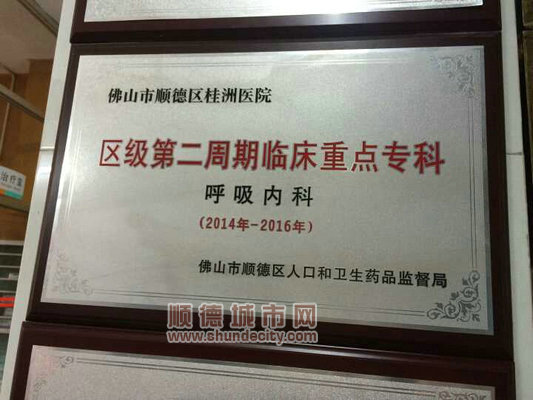 佛山市顺德区桂洲医院
区级第二周期临床重点专科
呼吸内科
(2014年-2016年)
佛山市顺德区人口和卫生药品监督局
治疗室
顺德城市网
www.shundecity.com